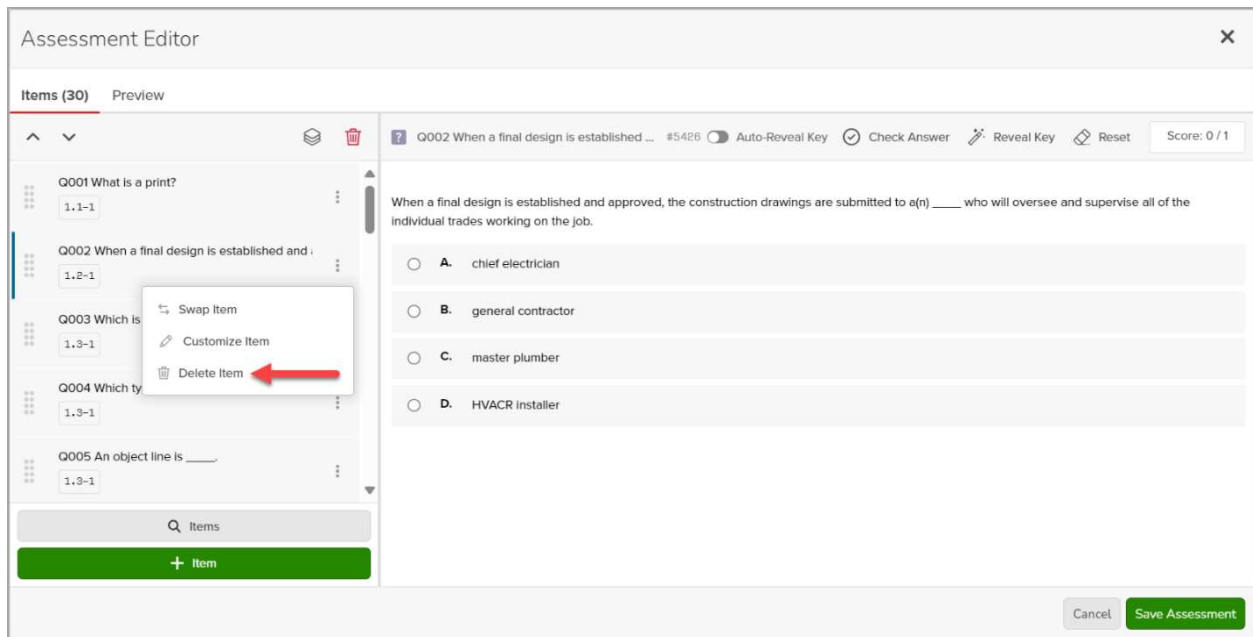 Assessment Editor
Items (30) Preview
Q002 When a final design is established ... #5426 Auto-Reveal Key Check Answer Reveal Key Reset Score: 0 / 1
Q001 What is a print?
1.1-1
Q002 When a final design is established and
1.2-1
Q003 Which is
1.3-1
Q004 Which ty
1.3-1
Q005 An object line is ____.
1.3-1
Swap Item
Customize Item
Delete Item
Items
+ Item
When a final design is established and approved, the construction drawings are submitted to a(n) ____ who will oversee and supervise all of the
individual trades working on the job.
A. chief electrician
B. general contractor
C. master plumber
D. HVACR installer
Cancel Save Assessment